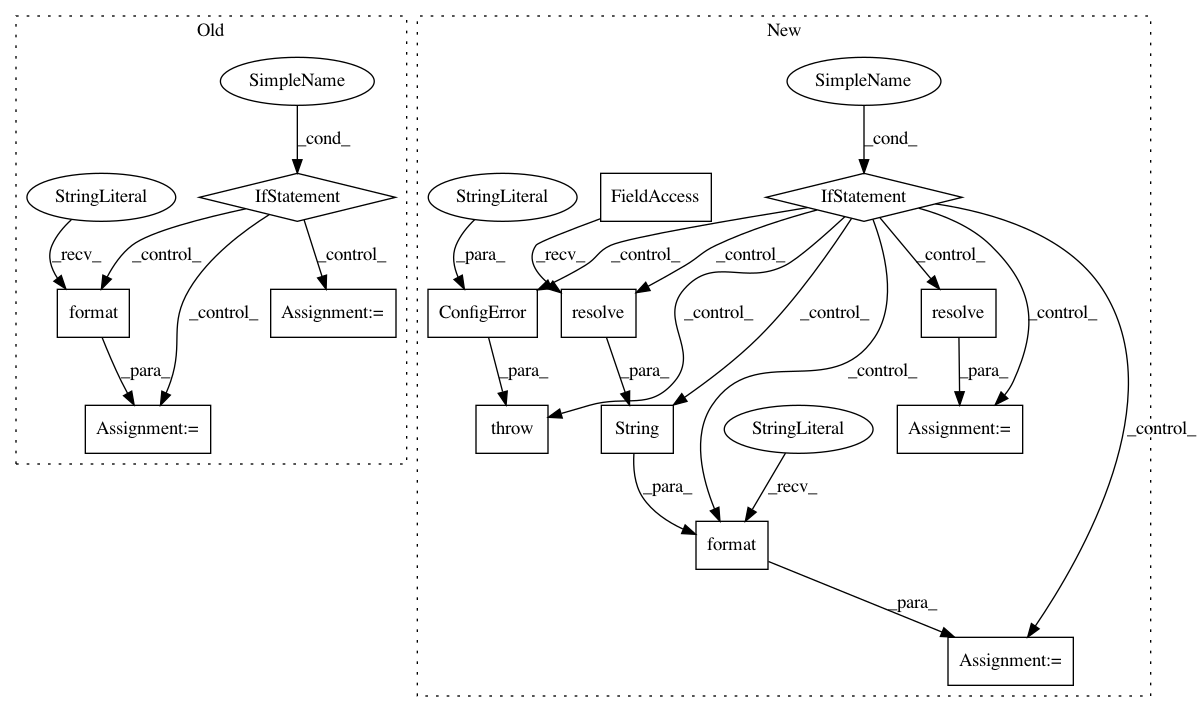 Old
New
SimpleName
SimpleName
_cond_
_cond_
StringLiteral
IfStatement
StringLiteral
FieldAccess
IfStatement
_recv_
_control_
_control_
_para_
_recv_
_control_
_control_
_control_
format
Assignment:=
ConfigError
resolve
resolve
_control_
_control_
_control_
_control_
_para_
_para_
_para_
_control_
_para_
Assignment:=
throw
String
StringLiteral
Assignment:=
_control_
_para_
_recv_
format
_para_
Assignment:=